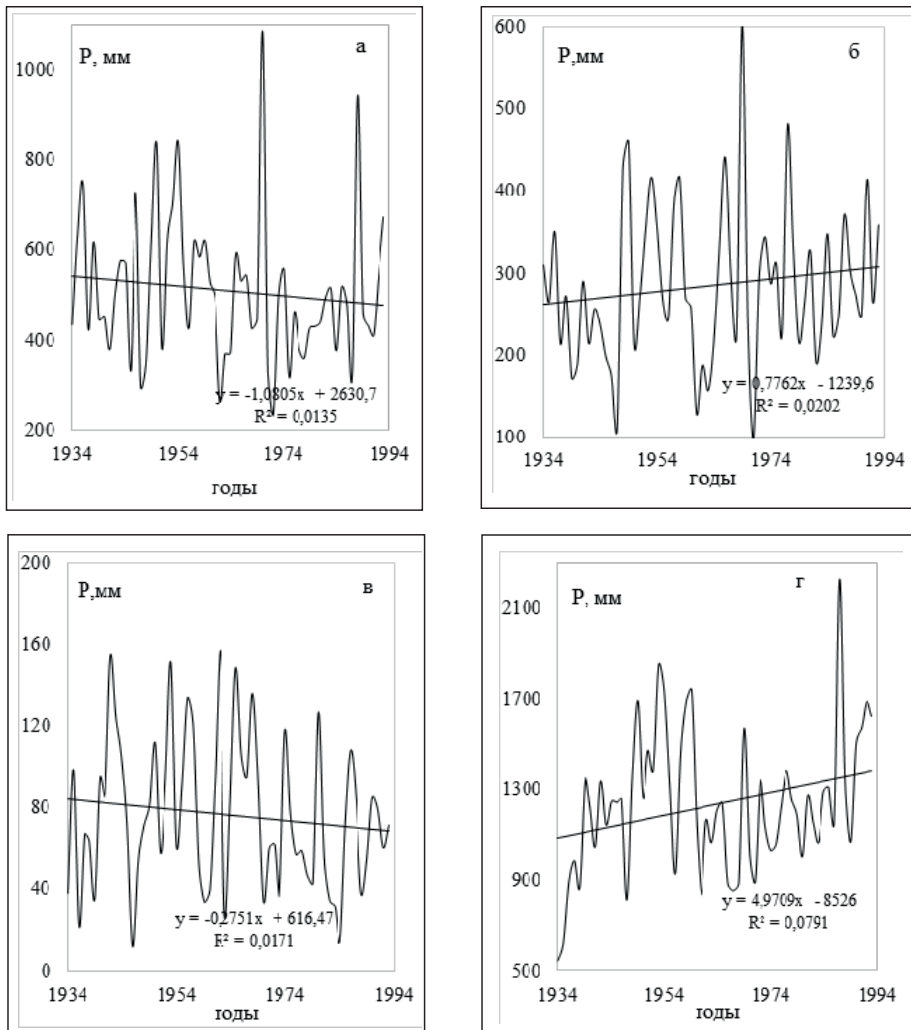 P, мм
а
1000
800
600
400
200
y = -1,0805x + 2630,7
R² = 0,0135
1934 1954 1974 1994
годы
P,мм
б
600
500
400
300
200
100
y = 0,7762x - 1239,6
R² = 0,0202
1934 1954 1974 1994
годы
P,мм
в
200
160
120
80
40
0
y = -0,2751x + 616,47
R² = 0,0171
1934 1954 1974 1994
годы
P, мм
г
2100
1700
1300
900
500
y = 4,9709x - 8526
R² = 0,0791
1934 1954 1974 1994
годы